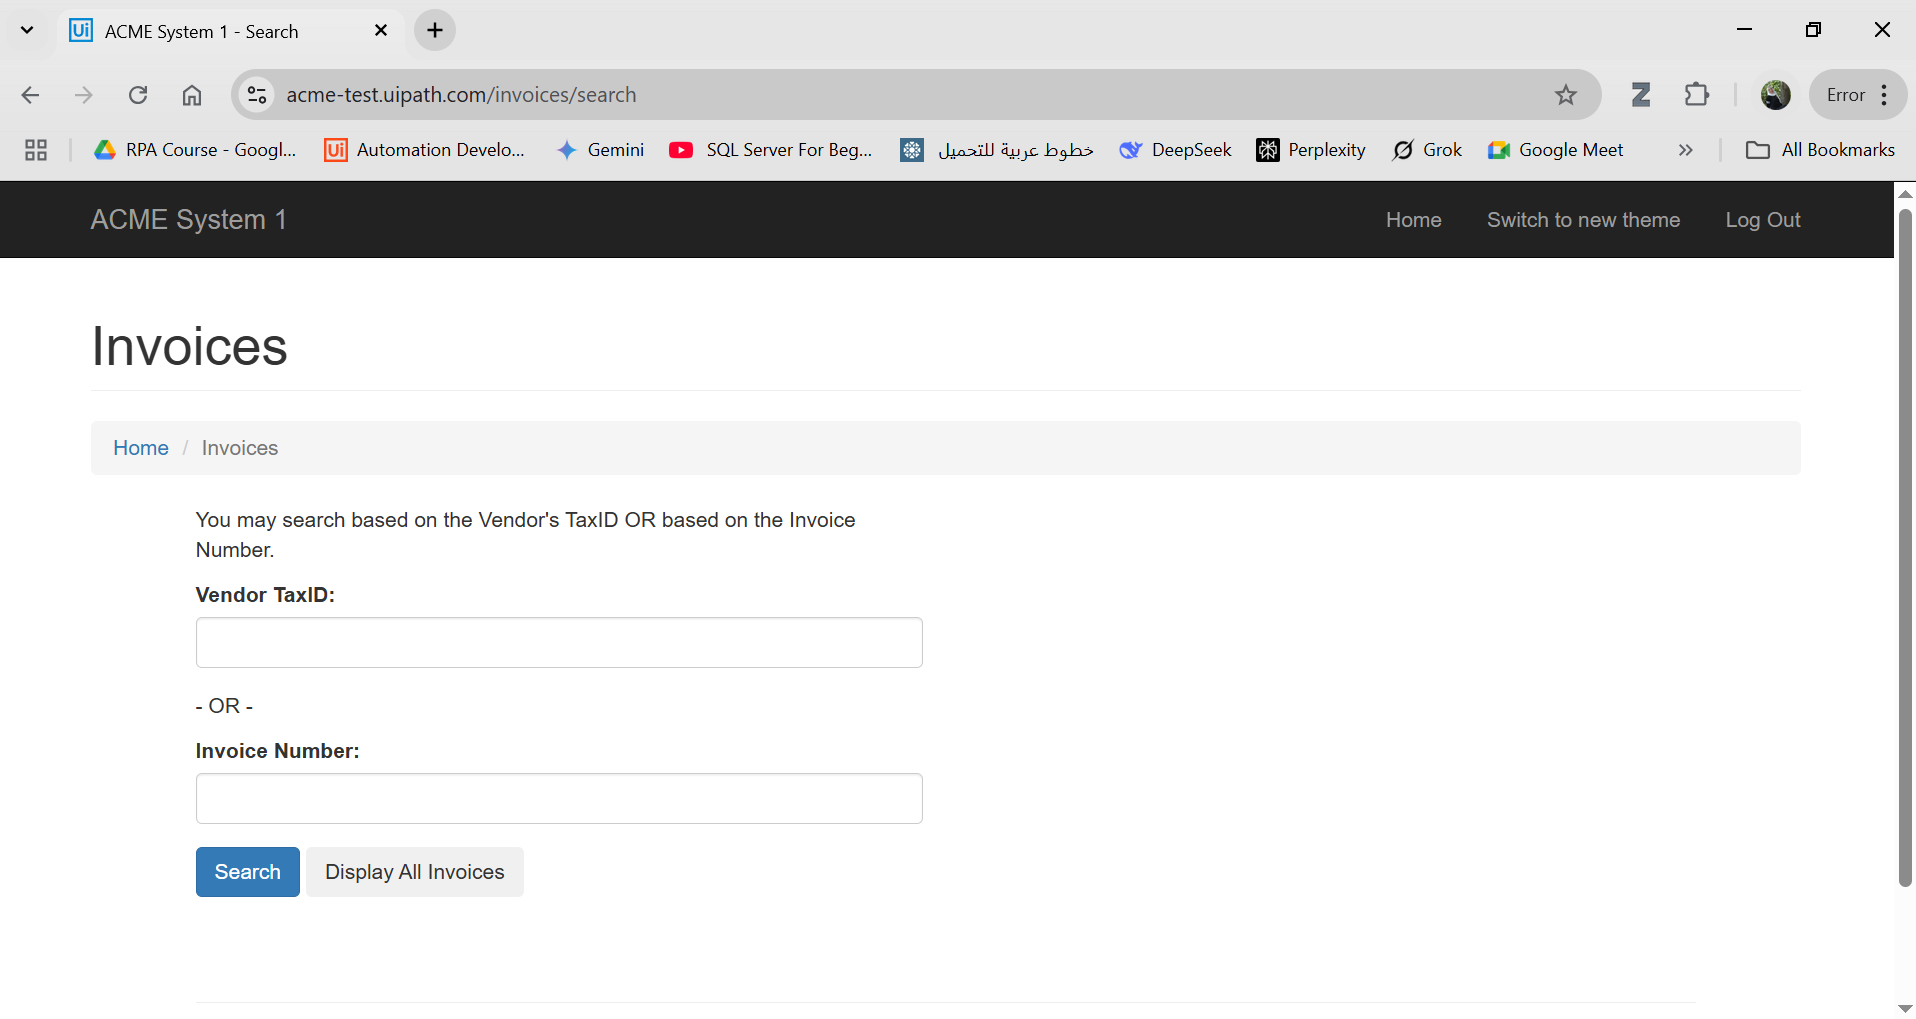 ACME System 1 - Search
acme-test.uipath.com/invoices/search
Error
RPA Course - Googl...
Automation Develo...
Gemini
SQL Server For Beg...
خطوط عربية للتحميل
DeepSeek
Perplexity
Grok
Google Meet
All Bookmarks
ACME System 1
Home
Switch to new theme
Log Out
Invoices
Home / Invoices
You may search based on the Vendor's TaxID OR based on the Invoice
Number.
Vendor TaxID:
- OR -
Invoice Number:
Search
Display All Invoices